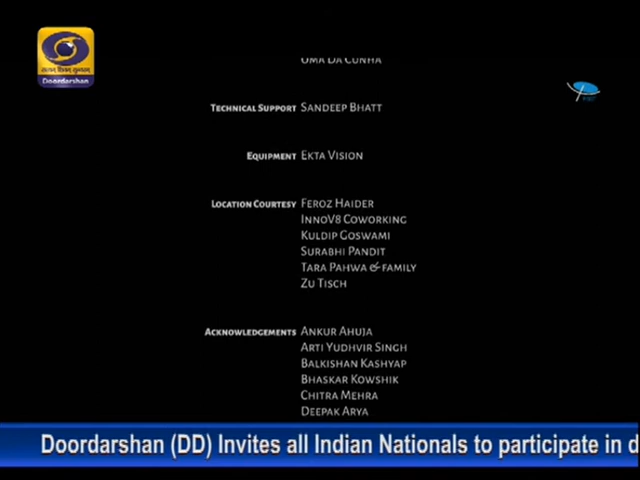 Doordarshan
UMA DA CUNHA
TECHNICAL SUPPORT SANDEEP BHATT
EQUIPMENT EKTA VISION
LOCATION COURTESY FEROZ HAIDER
INNOV8 COWORKING
KULDIP GOSWAMI
SURABHI PANDIT
TARA PAHWA & FAMILY
ZU TISCH
ACKNOWLEDGEMENTS ANKUR AHUJA
ARTI YUDHVIR SINGH
BALKISHAN KASHYAP
BHASKAR KOWSHIK
CHITRA MEHRA
DEEPAK ARYA
Doordarshan (DD) Invites all Indian Nationals to participate in d